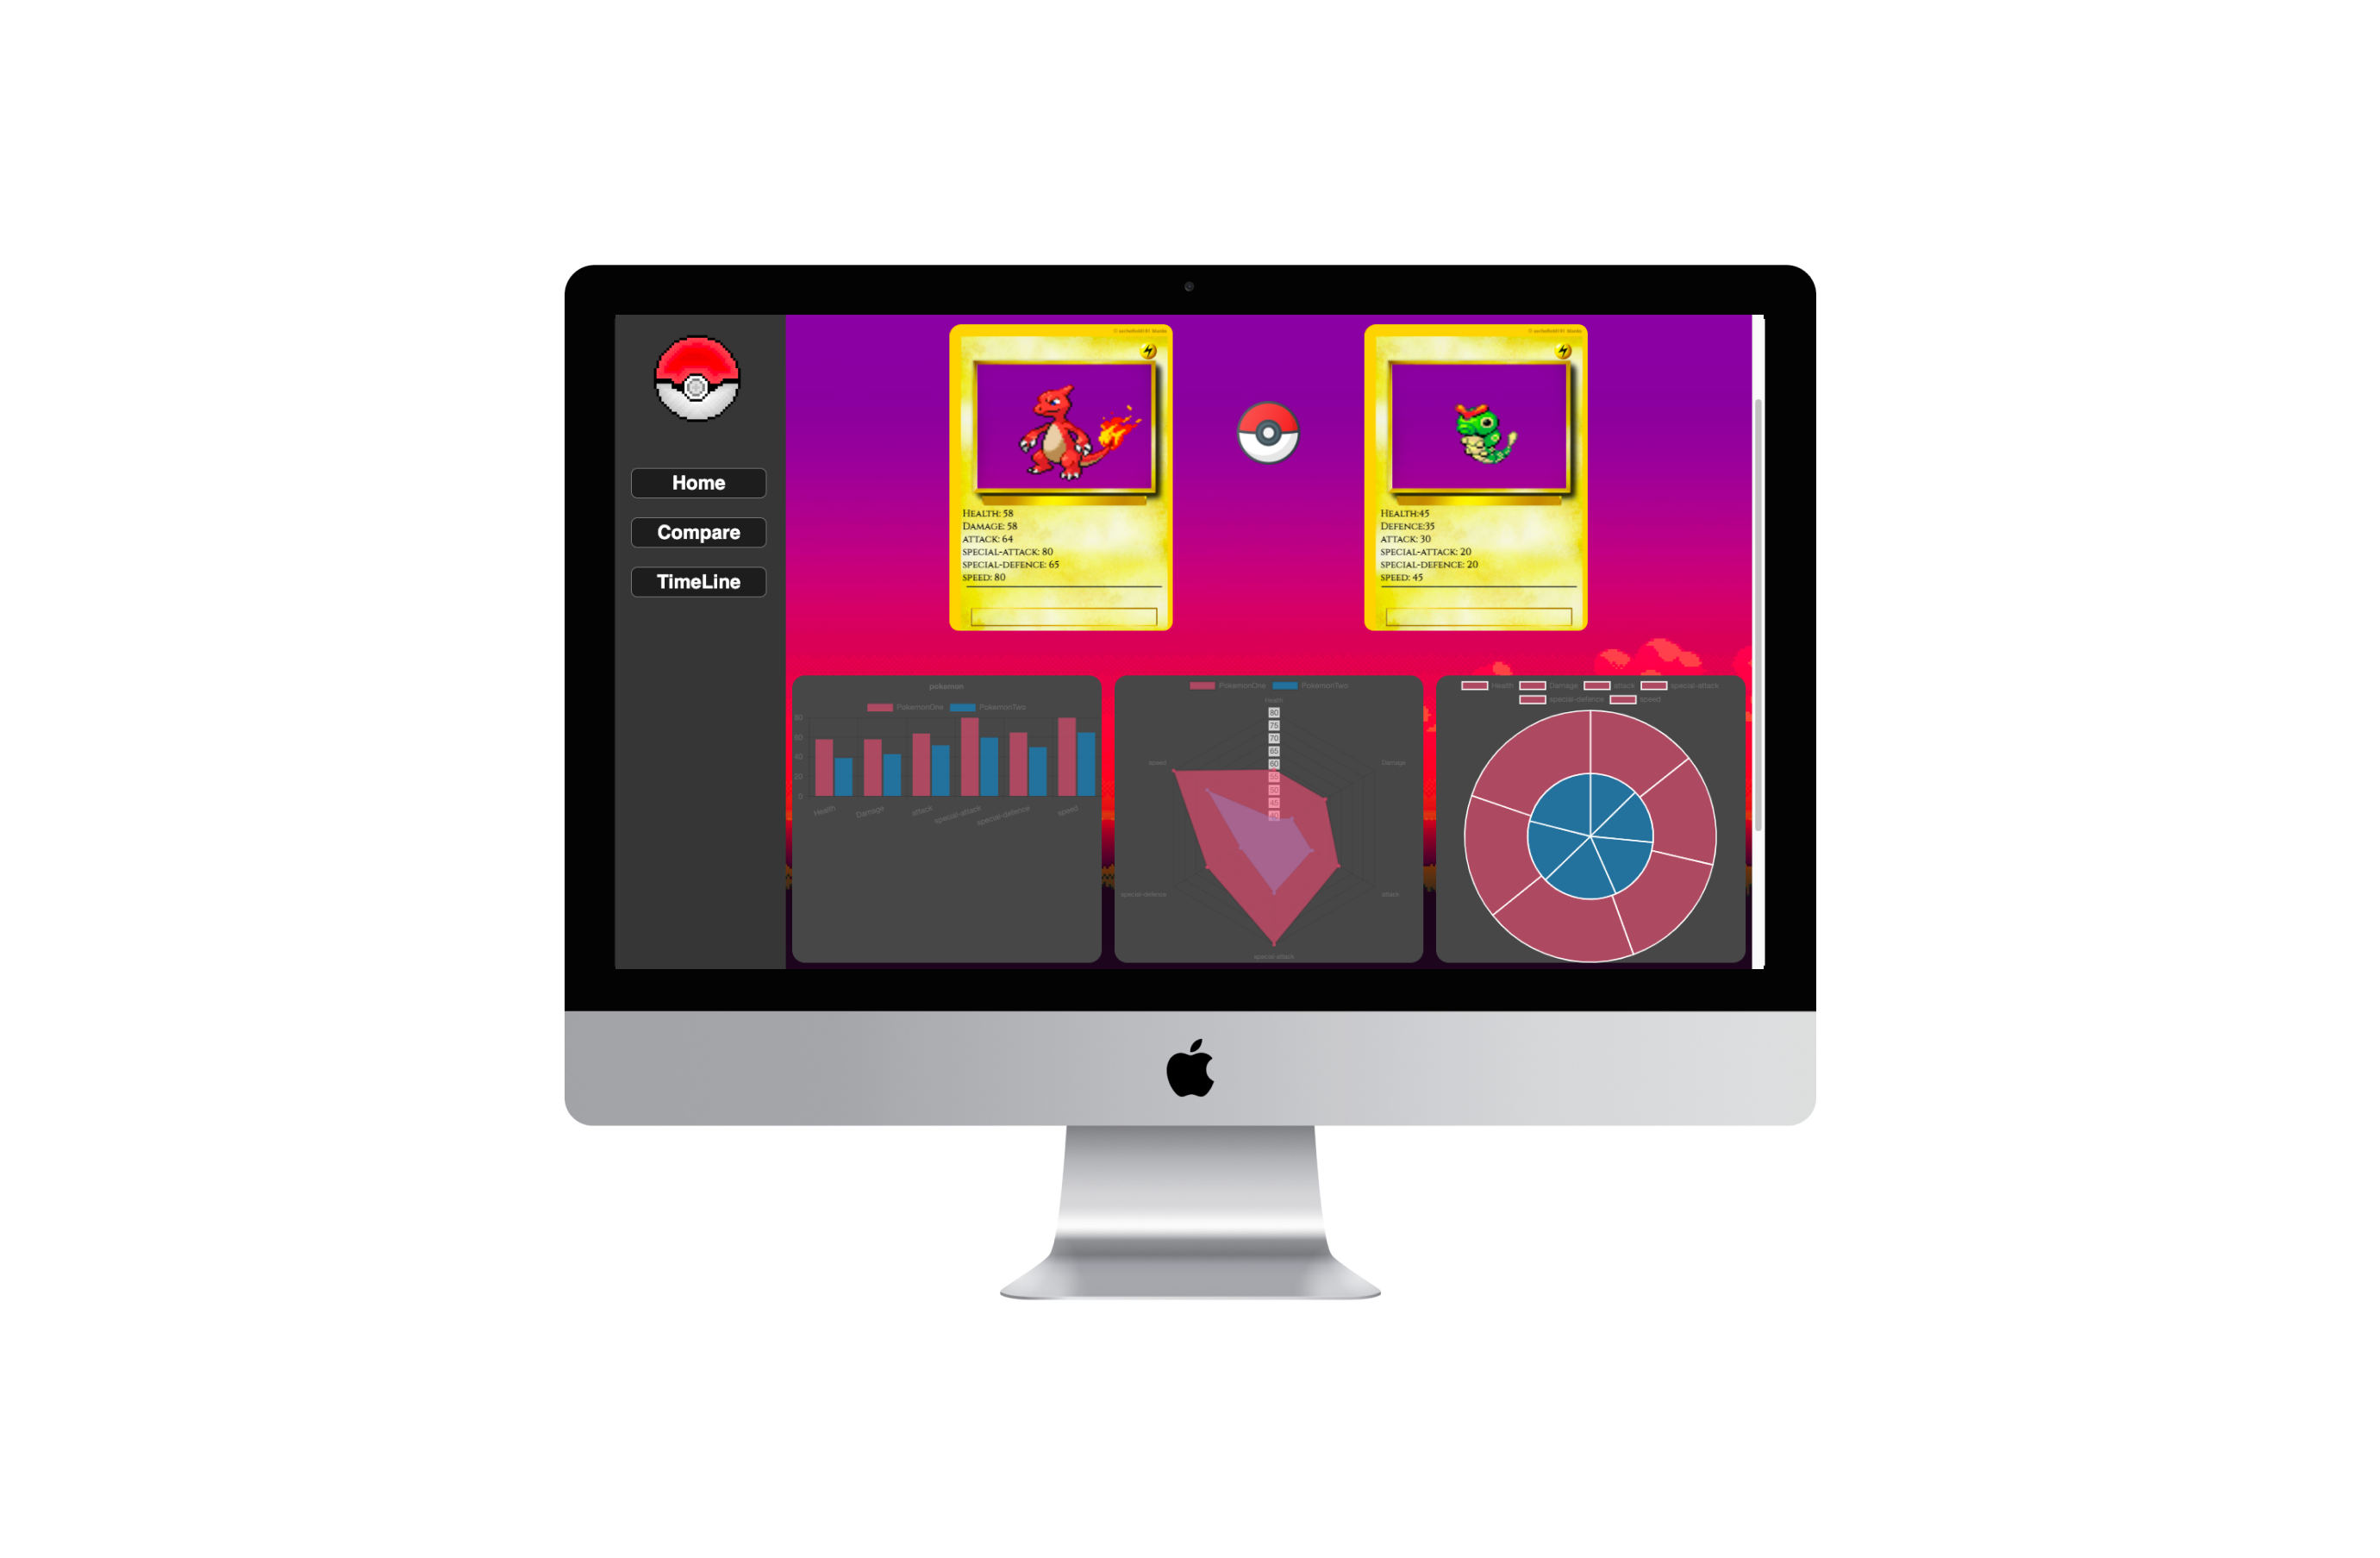 Home
Compare
TimeLine
Health: 58
Damage: 58
attack: 64
special-attack: 80
special-defence: 65
speed: 80
Health:45
Defence:35
attack: 30
special-attack: 20
special-defence: 20
speed: 45
pokemon
PokemonOne PokemonTwo
80
60
40
20
0
Health Damage attack special-attack special-defence speed
PokemonOne PokemonTwo
Health
80
75
70
65
60
55
50
45
40
speed
Damage
special-defence
attack
special-attack
Health Damage attack special-attack
special-defence speed